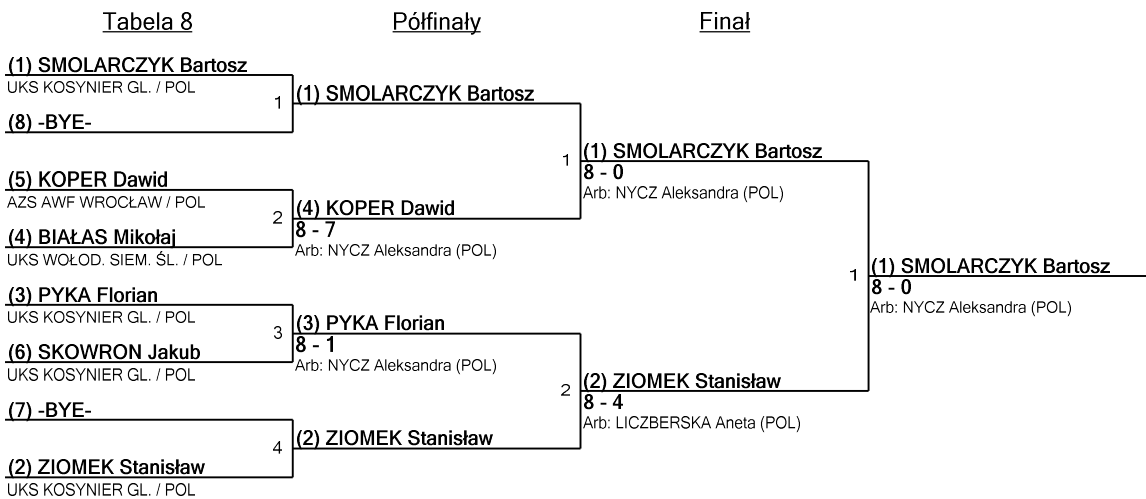 Tabela 8
Półfinały
Finał
(1) SMOLARCZYK Bartosz
UKS KOSYNIER GL. / POL
1
(8) -BYE-
(5) KOPER Dawid
AZS AWF WROCŁAW / POL
2
(4) BIAŁAS Mikołaj
UKS WOŁOD. SIEM. ŚL. / POL
(3) PYKA Florian
UKS KOSYNIER GL. / POL
3
(6) SKOWRON Jakub
UKS KOSYNIER GL. / POL
(7) -BYE-
4
(2) ZIOMEK Stanisław
UKS KOSYNIER GL. / POL
(1) SMOLARCZYK Bartosz
1
(4) KOPER Dawid
8 - 7
Arb: NYCZ Aleksandra (POL)
(3) PYKA Florian
8 - 1
Arb: NYCZ Aleksandra (POL)
2
(2) ZIOMEK Stanisław
(1) SMOLARCZYK Bartosz
8 - 0
Arb: NYCZ Aleksandra (POL)
1
(2) ZIOMEK Stanisław
8 - 4
Arb: LICZBERSKA Aneta (POL)
(1) SMOLARCZYK Bartosz
8 - 0
Arb: NYCZ Aleksandra (POL)